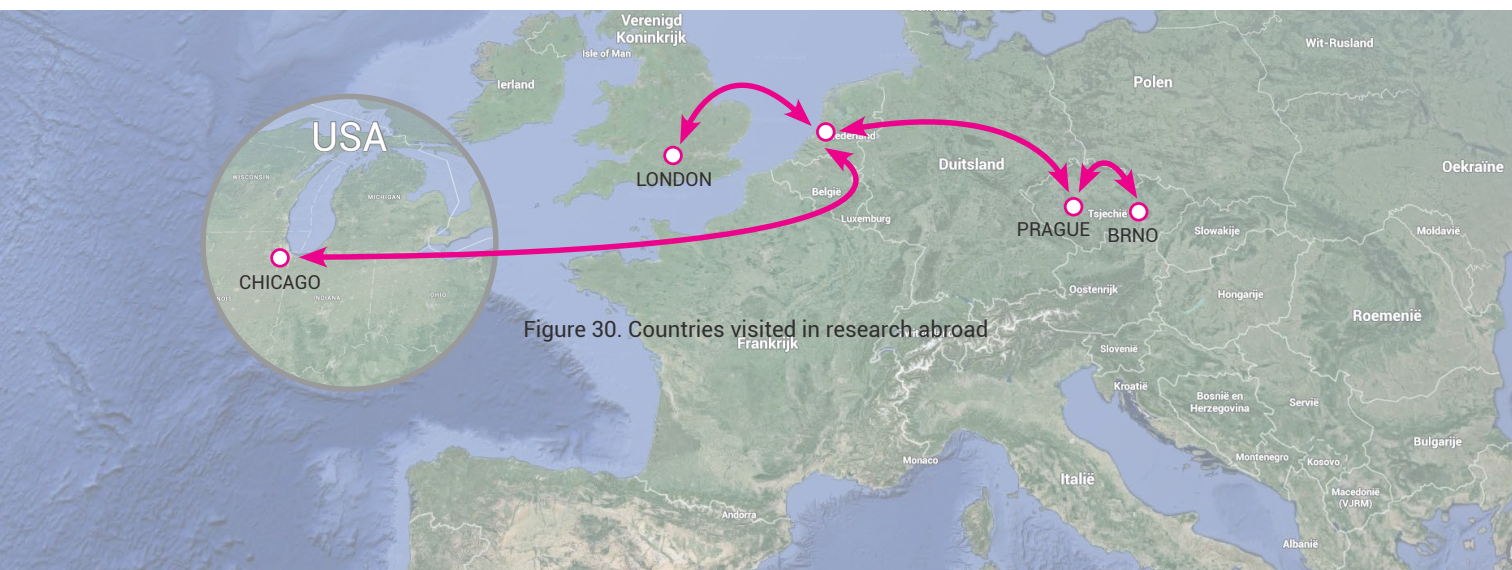 Verenigd
Koninkrijk
Isle of Man
Wit-Rusland
Ierland
Polen
USA
Nederland
Duitsland
Oekraïne
WISCONSIN
LONDON
MICHIGAN
België
Luxemburg
Tsjechië
PRAGUE
BRNO
Slowakije
Moldavië
CHICAGO
INDIANA
OHIO
Oostenrijk
Hongarije
Roemenië
Figure 30. Countries visited in research abroad
Frankrijk
Slovenië
Kroatië
Bosnië en
Herzegovina
Servië
Bulgarije
Monaco
Montenegro
Kosovo
Italië
Macedonië
(VJRM)
Andorra
Albanië